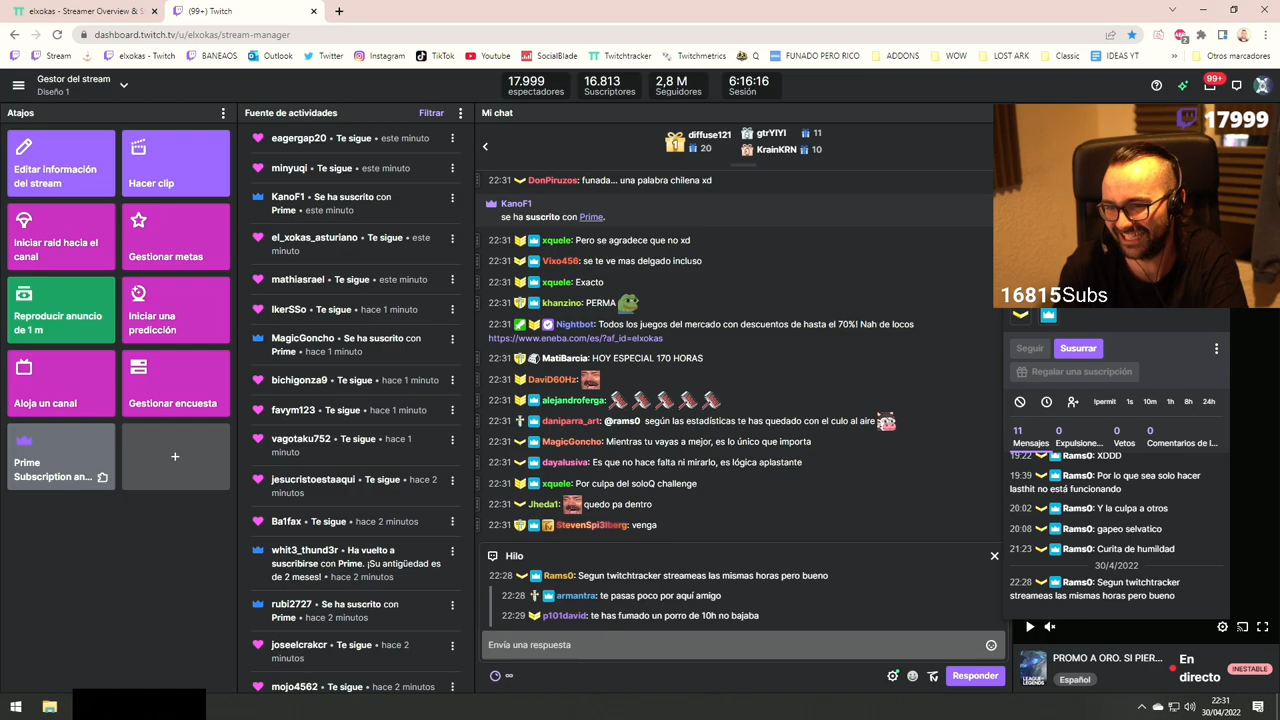 elxokas - Streamer Overview & S
(99+) Twitch
dashboard.twitch.tv/u/elxokas/stream-manager
Stream
elxokas - Twitch
BANEAOS
Outlook
Twitter
Instagram
TikTok
Youtube
SocialBlade
Twitchtracker
Twitchmetrics
Q
FUNADO PERO RICO
ADDONS
WOW
LOST ARK
Classic
IDEAS YT
»
Otros marcadores
Gestor del stream
Diseño 1
17.999
espectadores
16.813
Suscriptores
2,8 M
Seguidores
6:16:16
Sesión
99+
Atajos
Editar información
del stream
Hacer clip
Iniciar raid hacia el
canal
Gestionar metas
Reproducir anuncio
de 1 m
Iniciar una
predicción
Aloja un canal
Gestionar encuesta
Prime
Subscription an...
Fuente de actividades
Filtrar
eagergap20 • Te sigue • este minuto
minyuqi • Te sigue • este minuto
KanoF1 • Se ha suscrito con
Prime • este minuto
el_xokas_asturiano • Te sigue • este
minuto
mathiasrael • Te sigue • este minuto
IkerSSo • Te sigue • hace 1 minuto
MagicGoncho • Se ha suscrito con
Prime • hace 1 minuto
bichigonza9 • Te sigue • hace 1 minuto
favym123 • Te sigue • hace 1 minuto
vagotaku752 • Te sigue • hace 1
minuto
jesucristoestaaqui • Te sigue • hace 2
minutos
Ba1fax • Te sigue • hace 2 minutos
whit3_thund3r • Ha vuelto a
suscribirse con Prime. ¡Su antigüedad es
de 2 meses! • hace 2 minutos
rubi2727 • Se ha suscrito con
Prime • hace 2 minutos
joseelcrakcr • Te sigue • hace 2
minutos
mojo4562 • Te sigue • hace 2 minutos
Mi chat
diffuse121
20
gtrYIYI 11
KrainKRN 10
22:31 DonPiruzos: funada... una palabra chilena xd
KanoF1
se ha suscrito con Prime.
22:31 xquele: Pero se agradece que no xd
22:31 Vixo456: se te ve mas delgado incluso
22:31 xquele: Exacto
22:31 khanzino: PERMA
22:31 Nightbot: Todos los juegos del mercado con descuentos de hasta el 70%! Nah de locos
https://www.eneba.com/es/?af_id=elxokas
22:31 MatiBarcia: HOY ESPECIAL 170 HORAS
22:31 DaviD60Hz:
22:31 alejandroferga:
22:31 daniparra_art: @rams0 según las estadísticas te has quedado con el culo al aire
22:31 MagicGoncho: Mientras tu vayas a mejor, es lo único que importa
22:31 dayalusiva: Es que no hace falta ni mirarlo, es lógica aplastante
22:31 xquele: Por culpa del soloQ challenge
22:31 Jheda1: quedo pa dentro
22:31 StevenSpi3lberg: venga
Hilo
22:28 Rams0: Segun twitchtracker streameas las mismas horas pero bueno
22:28 armantra: te pasas poco por aquí amigo
22:29 p101david: te has fumado un porro de 10h no bajaba
Envía una respuesta
Responder
17999
16815Subs
Seguir
Susurrar
Regalar una suscripción
Ipermit 1s 10m 1h 8h 24h
11
Mensajes
0
Expulsione...
0
Vetos
0
Comentarios de l...
19:22 Rams0: XDDD
19:39 Rams0: Por lo que sea solo hacer
lasthit no está funcionando
20:02 Rams0: Y la culpa a otros
20:08 Rams0: gapeo selvatico
21:23 Rams0: Curita de humildad
30/4/2022
22:28 Rams0: Segun twitchtracker
streameas las mismas horas pero bueno
PROMO A ORO. SI PIER...
Español
En
directo
INESTABLE
22:31
30/04/2022